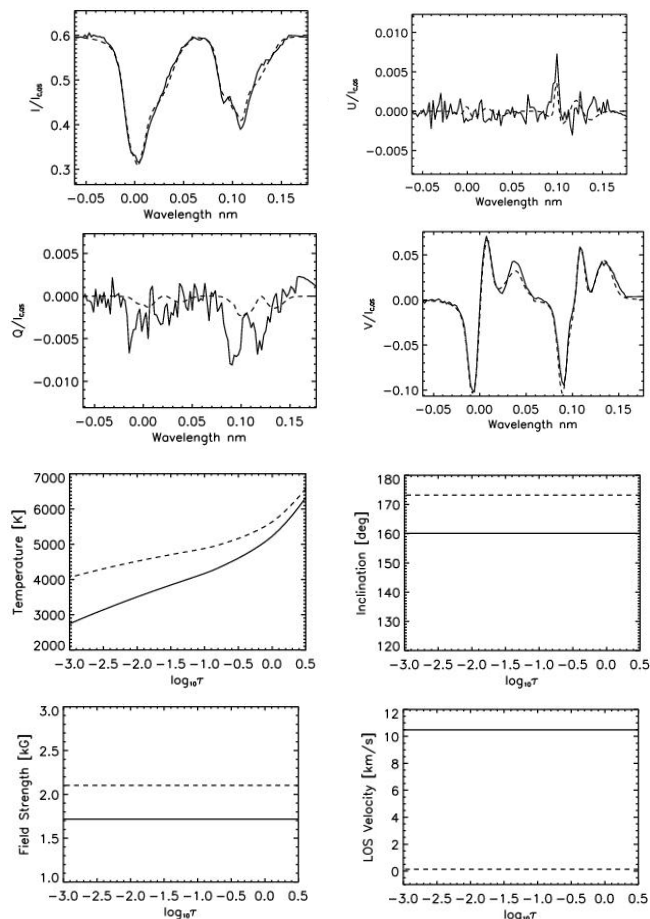 I/Ic,QS
0.6
0.5
0.4
0.3
-0.05 0.00 0.05 0.10 0.15
Wavelength nm
U/Ic,QS
0.010
0.005
0.000
-0.005
-0.05 0.00 0.05 0.10 0.15
Wavelength nm
Q/Ic,QS
0.005
0.000
-0.005
-0.010
-0.05 0.00 0.05 0.10 0.15
Wavelength nm
V/Ic,QS
0.05
0.00
-0.05
-0.10
-0.05 0.00 0.05 0.10 0.15
Wavelength nm
Temperature [K]
7000
6000
5000
4000
3000
2000
-3.0 -2.5 -2.0 -1.5 -1.0 -0.5 0.0 0.5
log₁₀τ
Inclination [deg]
180
170
160
150
140
130
120
-3.0 -2.5 -2.0 -1.5 -1.0 -0.5 0.0 0.5
log₁₀τ
Field Strength [kG]
3.0
2.5
2.0
1.5
1.0
-3.0 -2.5 -2.0 -1.5 -1.0 -0.5 0.0 0.5
log₁₀τ
LOS Velocity [km/s]
12
10
8
6
4
2
0
-3.0 -2.5 -2.0 -1.5 -1.0 -0.5 0.0 0.5
log₁₀τ